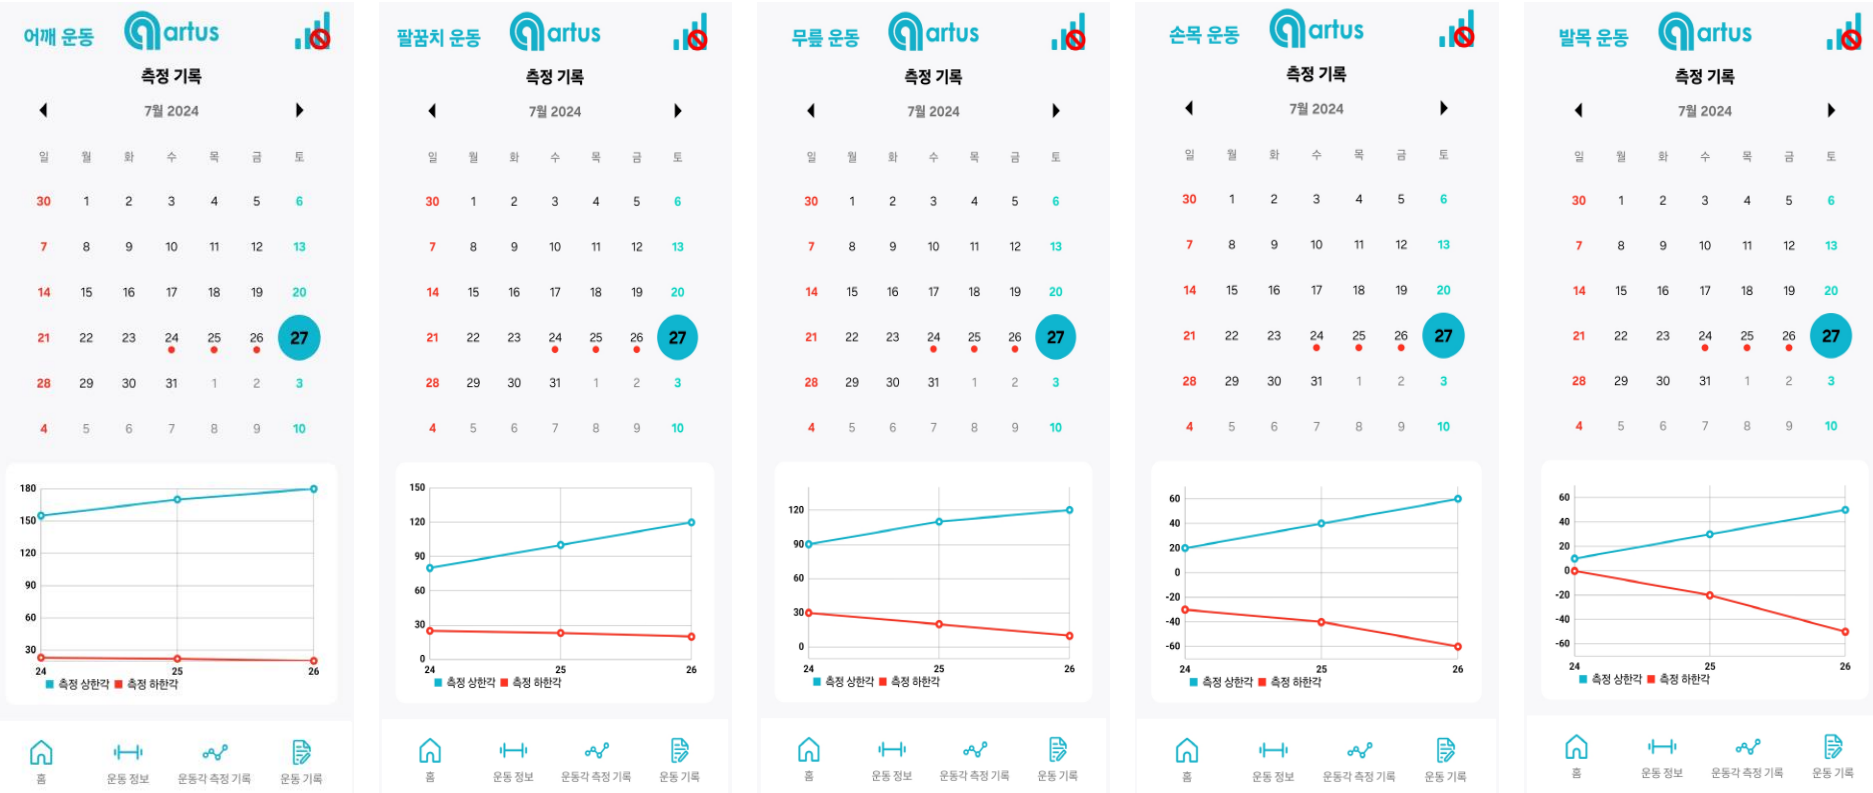 어깨 운동
artus
측정 기록
7월 2024
일 월 화 수 목 금 토
30 1 2 3 4 5 6
7 8 9 10 11 12 13
14 15 16 17 18 19 20
21 22 23 24 25 26 27
28 29 30 31 1 2 3
4 5 6 7 8 9 10
180
150
120
90
60
30
24 25 26
측정 상한각 측정 하한각
홈 운동 정보 운동각 측정 기록 운동 기록
팔꿈치 운동
artus
측정 기록
7월 2024
일 월 화 수 목 금 토
30 1 2 3 4 5 6
7 8 9 10 11 12 13
14 15 16 17 18 19 20
21 22 23 24 25 26 27
28 29 30 31 1 2 3
4 5 6 7 8 9 10
150
120
90
60
30
0
24 25 26
측정 상한각 측정 하한각
홈 운동 정보 운동각 측정 기록 운동 기록
무릎 운동
artus
측정 기록
7월 2024
일 월 화 수 목 금 토
30 1 2 3 4 5 6
7 8 9 10 11 12 13
14 15 16 17 18 19 20
21 22 23 24 25 26 27
28 29 30 31 1 2 3
4 5 6 7 8 9 10
120
90
60
30
0
24 25 26
측정 상한각 측정 하한각
홈 운동 정보 운동각 측정 기록 운동 기록
손목 운동
artus
측정 기록
7월 2024
일 월 화 수 목 금 토
30 1 2 3 4 5 6
7 8 9 10 11 12 13
14 15 16 17 18 19 20
21 22 23 24 25 26 27
28 29 30 31 1 2 3
4 5 6 7 8 9 10
60
40
20
0
-20
-40
-60
24 25 26
측정 상한각 측정 하한각
홈 운동 정보 운동각 측정 기록 운동 기록
발목 운동
artus
측정 기록
7월 2024
일 월 화 수 목 금 토
30 1 2 3 4 5 6
7 8 9 10 11 12 13
14 15 16 17 18 19 20
21 22 23 24 25 26 27
28 29 30 31 1 2 3
4 5 6 7 8 9 10
60
40
20
0
-20
-40
-60
24 25 26
측정 상한각 측정 하한각
홈 운동 정보 운동각 측정 기록 운동 기록